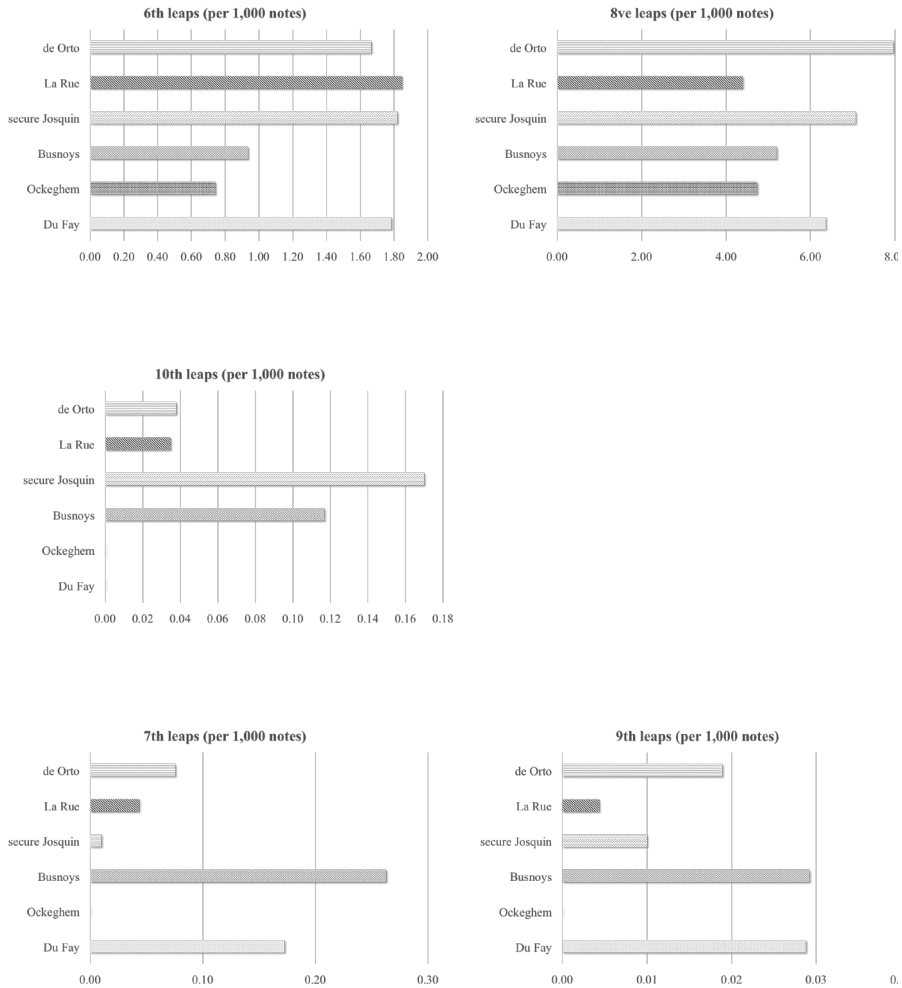 6th leaps (per 1,000 notes)
de Orto
La Rue
secure Josquin
Busnoys
Ockeghem
Du Fay
0.00 0.20 0.40 0.60 0.80 1.00 1.20 1.40 1.60 1.80 2.00
8ve leaps (per 1,000 notes)
de Orto
La Rue
secure Josquin
Busnoys
Ockeghem
Du Fay
0.00 2.00 4.00 6.00 8.0
10th leaps (per 1,000 notes)
de Orto
La Rue
secure Josquin
Busnoys
Ockeghem
Du Fay
0.00 0.02 0.04 0.06 0.08 0.10 0.12 0.14 0.16 0.18
7th leaps (per 1,000 notes)
de Orto
La Rue
secure Josquin
Busnoys
Ockeghem
Du Fay
0.00 0.10 0.20 0.30
9th leaps (per 1,000 notes)
de Orto
La Rue
secure Josquin
Busnoys
Ockeghem
Du Fay
0.00 0.01 0.02 0.03